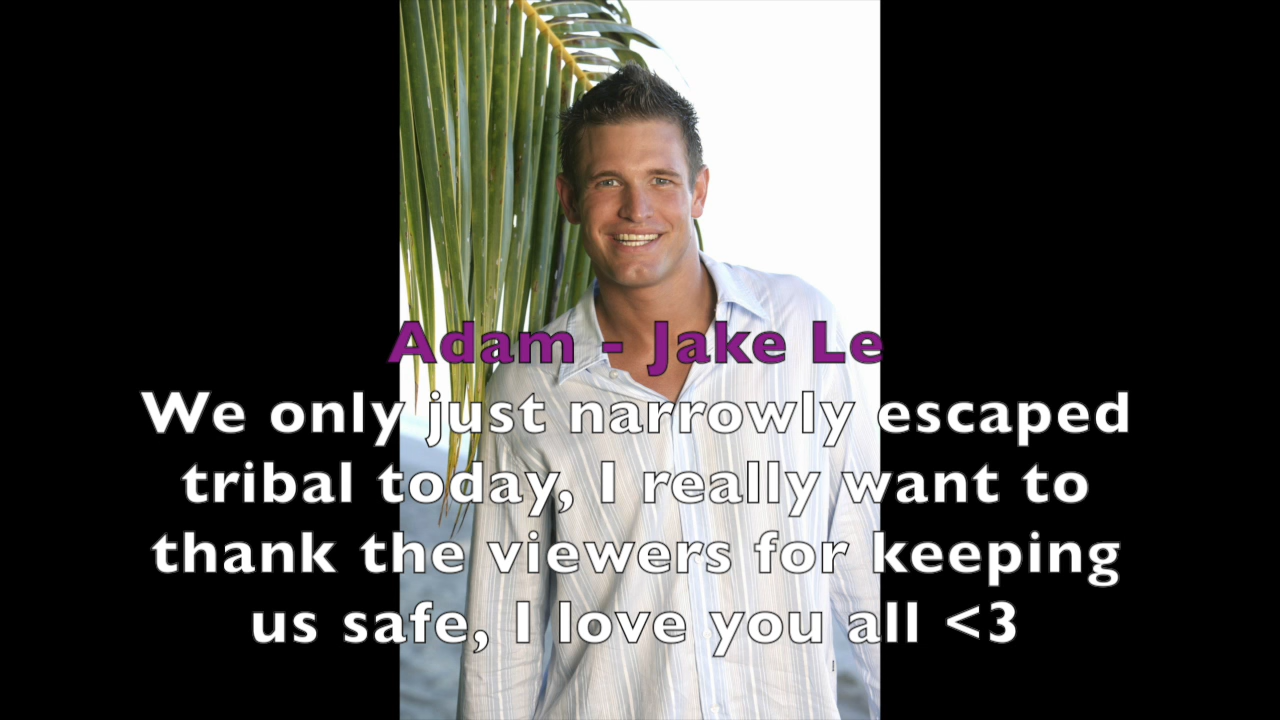 Adam - Jake Le
We only just narrowly escaped
tribal today, I really want to
thank the viewers for keeping
us safe, I love you all <3